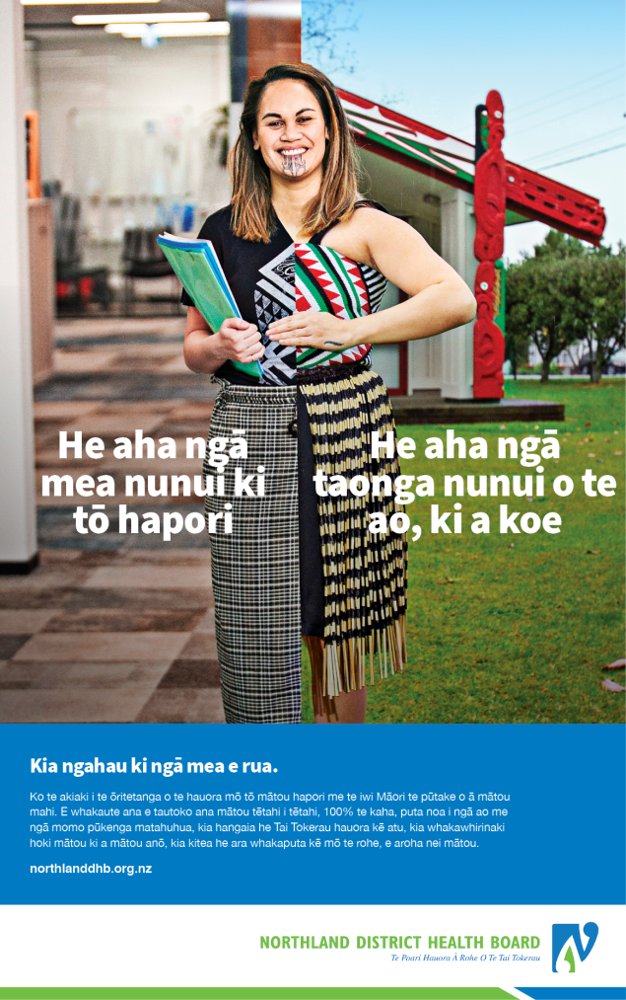 He aha ngā
mea nunui ki
tō hapori
He aha ngā
taonga nunui o te
ao, ki a koe
Kia ngahau ki ngā mea e rua.
Ko te akiaki i te ōritetanga o te hauora mō tō mātou hapori me te iwi Māori te pūtake o ā mātou
mahi. E whakaute ana e tautoko ana mātou tētahi i tētahi, 100% te kaha, puta noa i ngā ao me
ngā momo pūkenga matahuhua, kia hangaia he Tai Tokerau hauora kē atu, kia whakawhirinaki
hoki mātou ki a mātou anō, kia kitea he ara whakaputa kē mō te rohe, e aroha nei mātou.
northlanddhb.org.nz
NORTHLAND DISTRICT HEALTH BOARD
Te Poari Hauora Ā Rohe O Te Tai Tokerau